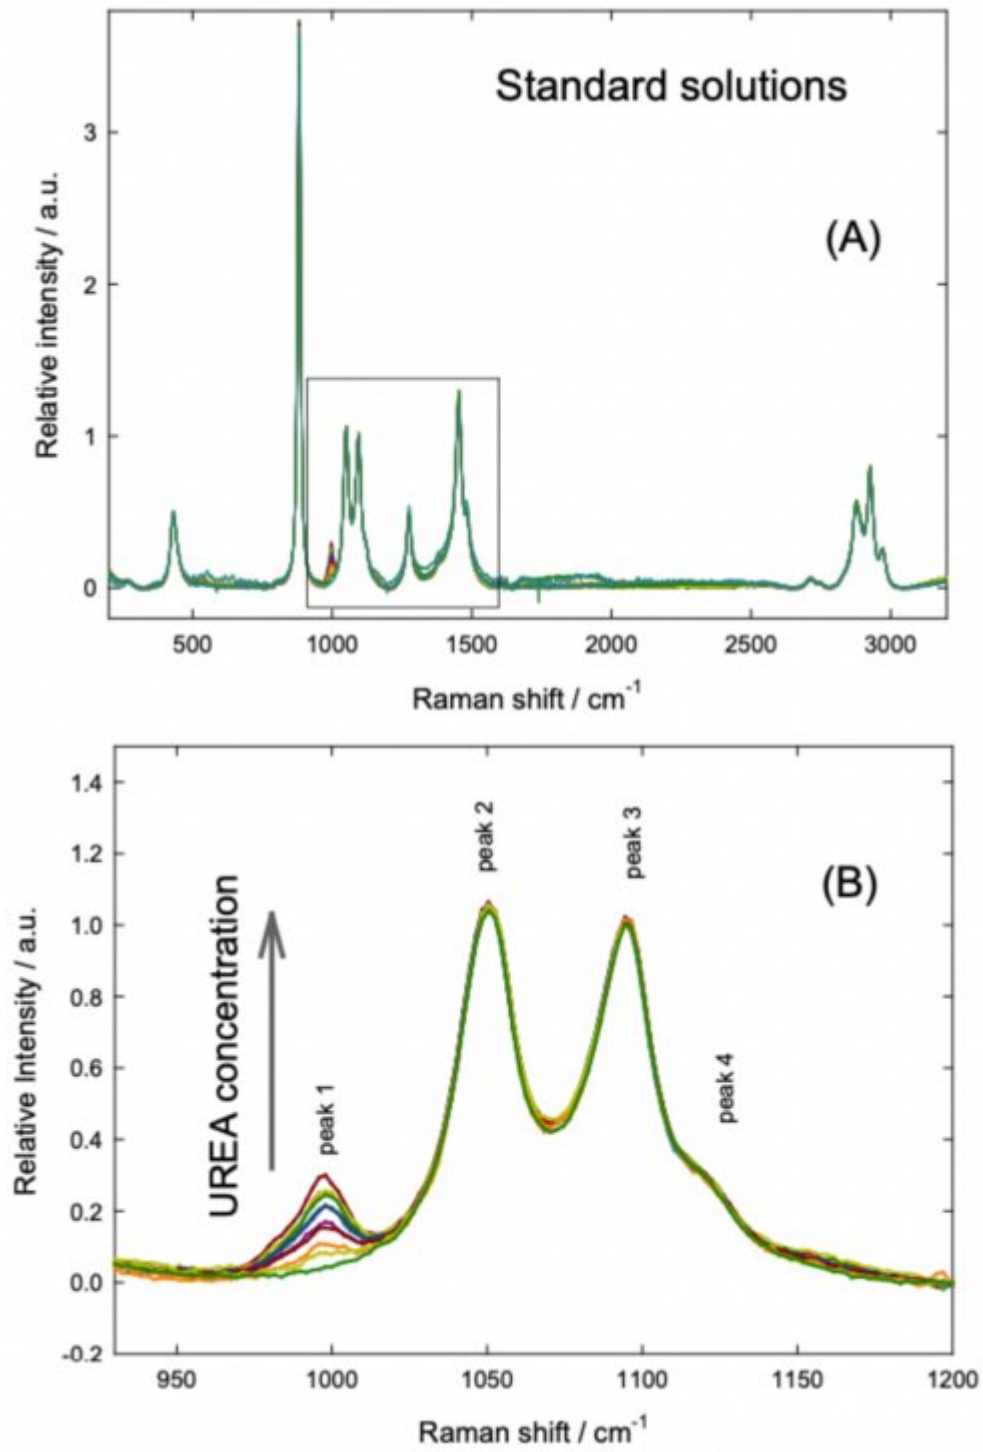 Standard solutions
(A)
Relative intensity / a.u.
3
2
1
0
500 1000 1500 2000 2500 3000
Raman shift / cm-1
1.4
1.2
1.0
0.8
0.6
0.4
0.2
0.0
-0.2
Relative Intensity / a.u.
UREA concentration
peak 1
peak 2
peak 3
peak 4
(B)
950 1000 1050 1100 1150 1200
Raman shift / cm-1